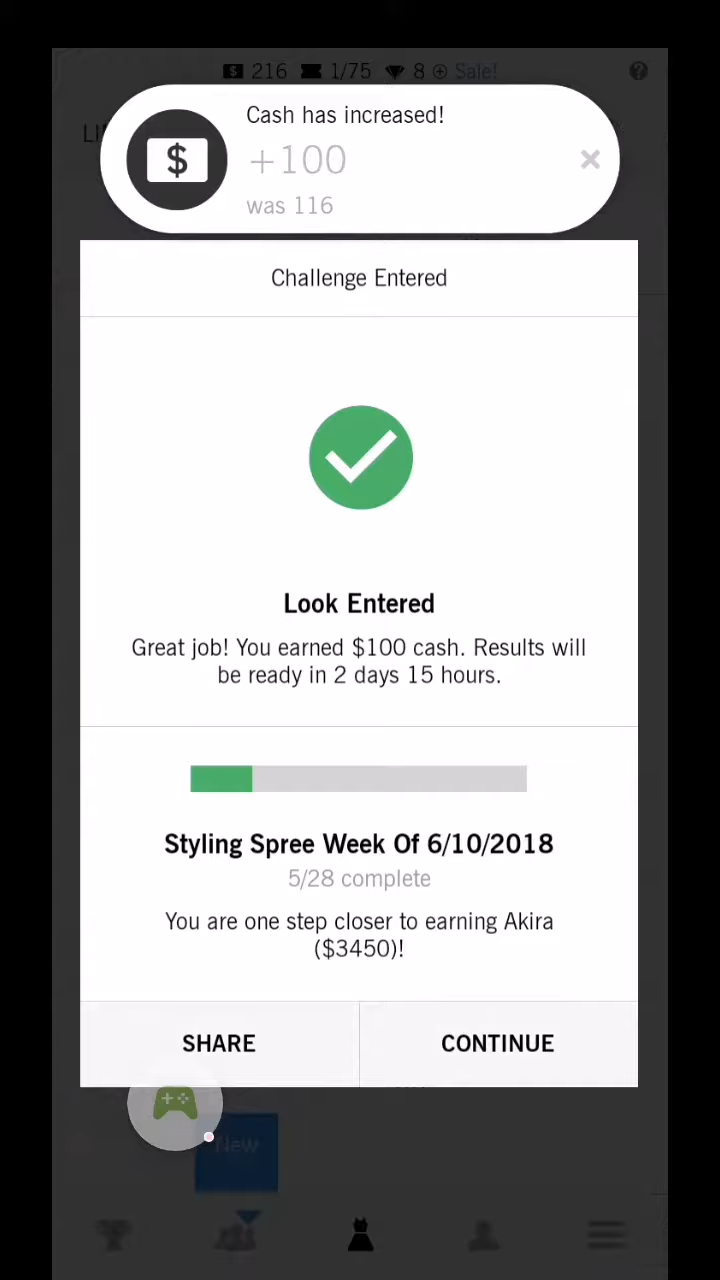 $ 216 1/75 8 Sale! ?
LI
Cash has increased!
$
+100
was 116
Challenge Entered
Look Entered
Great job! You earned $100 cash. Results will
be ready in 2 days 15 hours.
Styling Spree Week Of 6/10/2018
5/28 complete
You are one step closer to earning Akira
($3450)!
SHARE CONTINUE
New